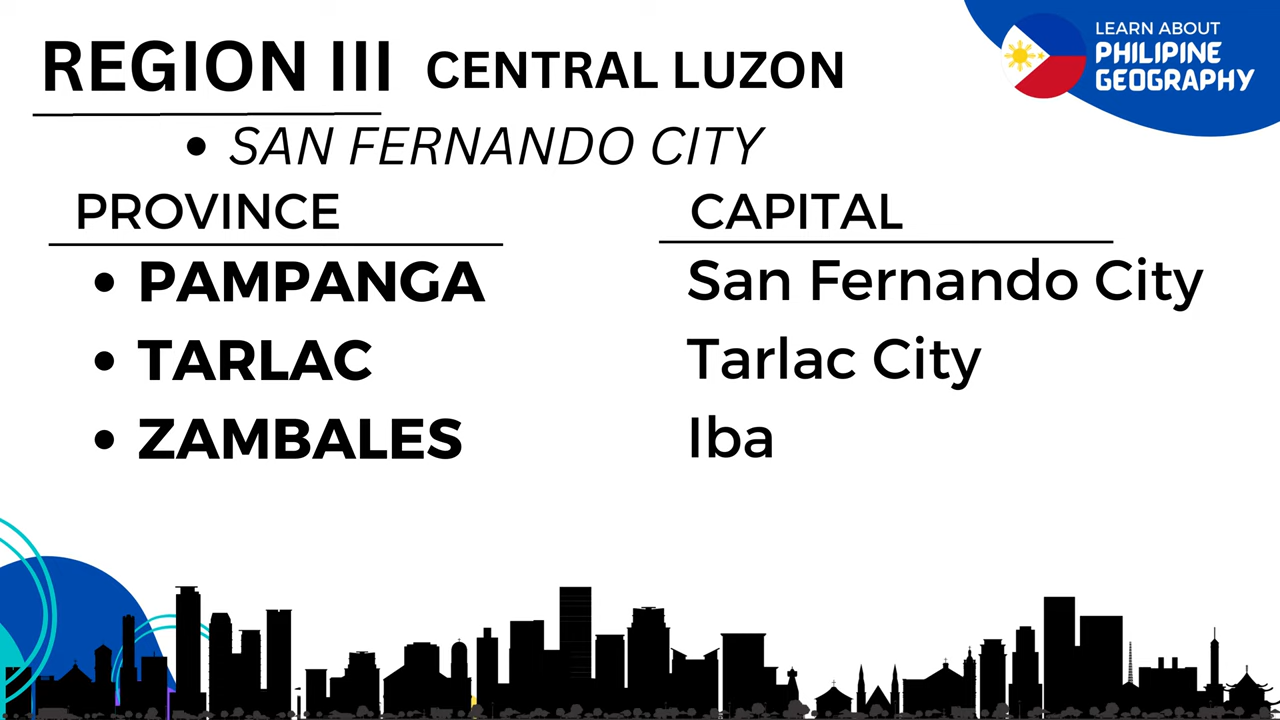 REGION III CENTRAL LUZON
LEARN ABOUT
PHILIPINE
GEOGRAPHY
• SAN FERNANDO CITY
PROVINCE CAPITAL
• PAMPANGA San Fernando City
• TARLAC Tarlac City
• ZAMBALES Iba